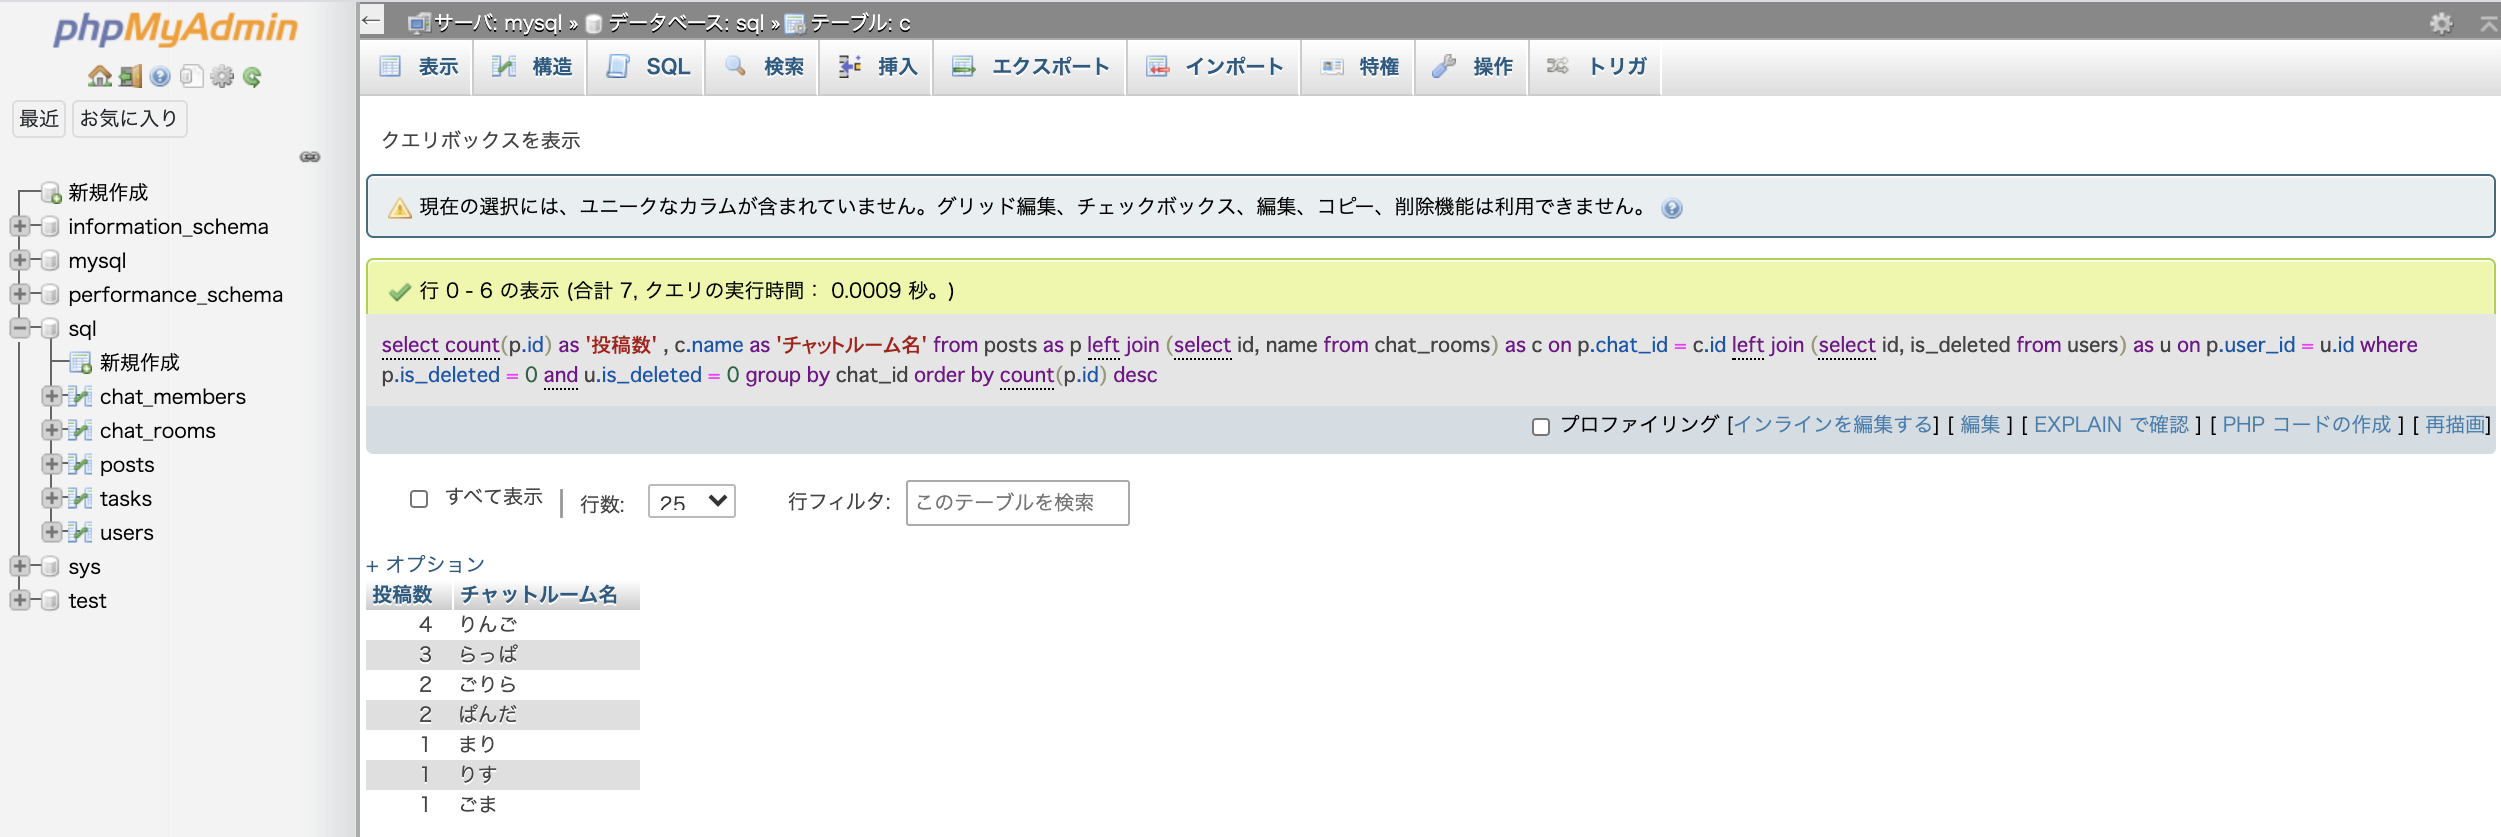 phpMyAdmin
最近 お気に入り
新規作成
information_schema
mysql
performance_schema
sql
新規作成
chat_members
chat_rooms
posts
tasks
users
sys
test
← サーバ: mysql » データベース: sql » テーブル: c
表示 構造 SQL 検索 挿入 エクスポート インポート 特権 操作 トリガ
クエリボックスを表示
現在の選択には、ユニークなカラムが含まれていません。グリッド編集、チェックボックス、編集、コピー、削除機能は利用できません。
行 0 - 6 の表示 (合計 7, クエリの実行時間： 0.0009 秒。)
select count(p.id) as '投稿数' , c.name as 'チャットルーム名' from posts as p left join (select id, name from chat_rooms) as c on p.chat_id = c.id left join (select id, is_deleted from users) as u on p.user_id = u.id where
p.is_deleted = 0 and u.is_deleted = 0 group by chat_id order by count(p.id) desc
プロファイリング [インラインを編集する] [ 編集 ] [ EXPLAIN で確認 ] [ PHP コードの作成 ] [ 再描画]
すべて表示 | 行数: 25 行フィルタ: このテーブルを検索
+ オプション
投稿数 チャットルーム名
4 りんご
3 らっぱ
2 ごりら
2 ぱんだ
1 まり
1 りす
1 ごま